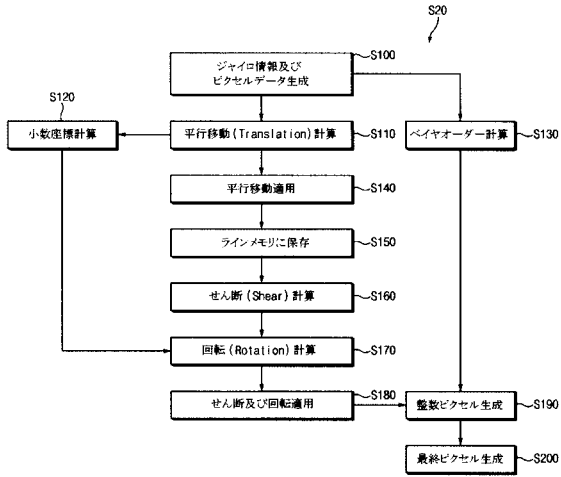 S20
ジャイロ情報及び
ピクセルデータ生成
S100
S120
小数座標計算
平行移動(Translation)計算
S110
ベイヤオーダー計算
S130
平行移動適用
S140
ラインメモリに保存
S150
せん断(Shear)計算
S160
回転(Rotation)計算
S170
せん断及び回転適用
S180
整数ピクセル生成
S190
最終ピクセル生成
S200